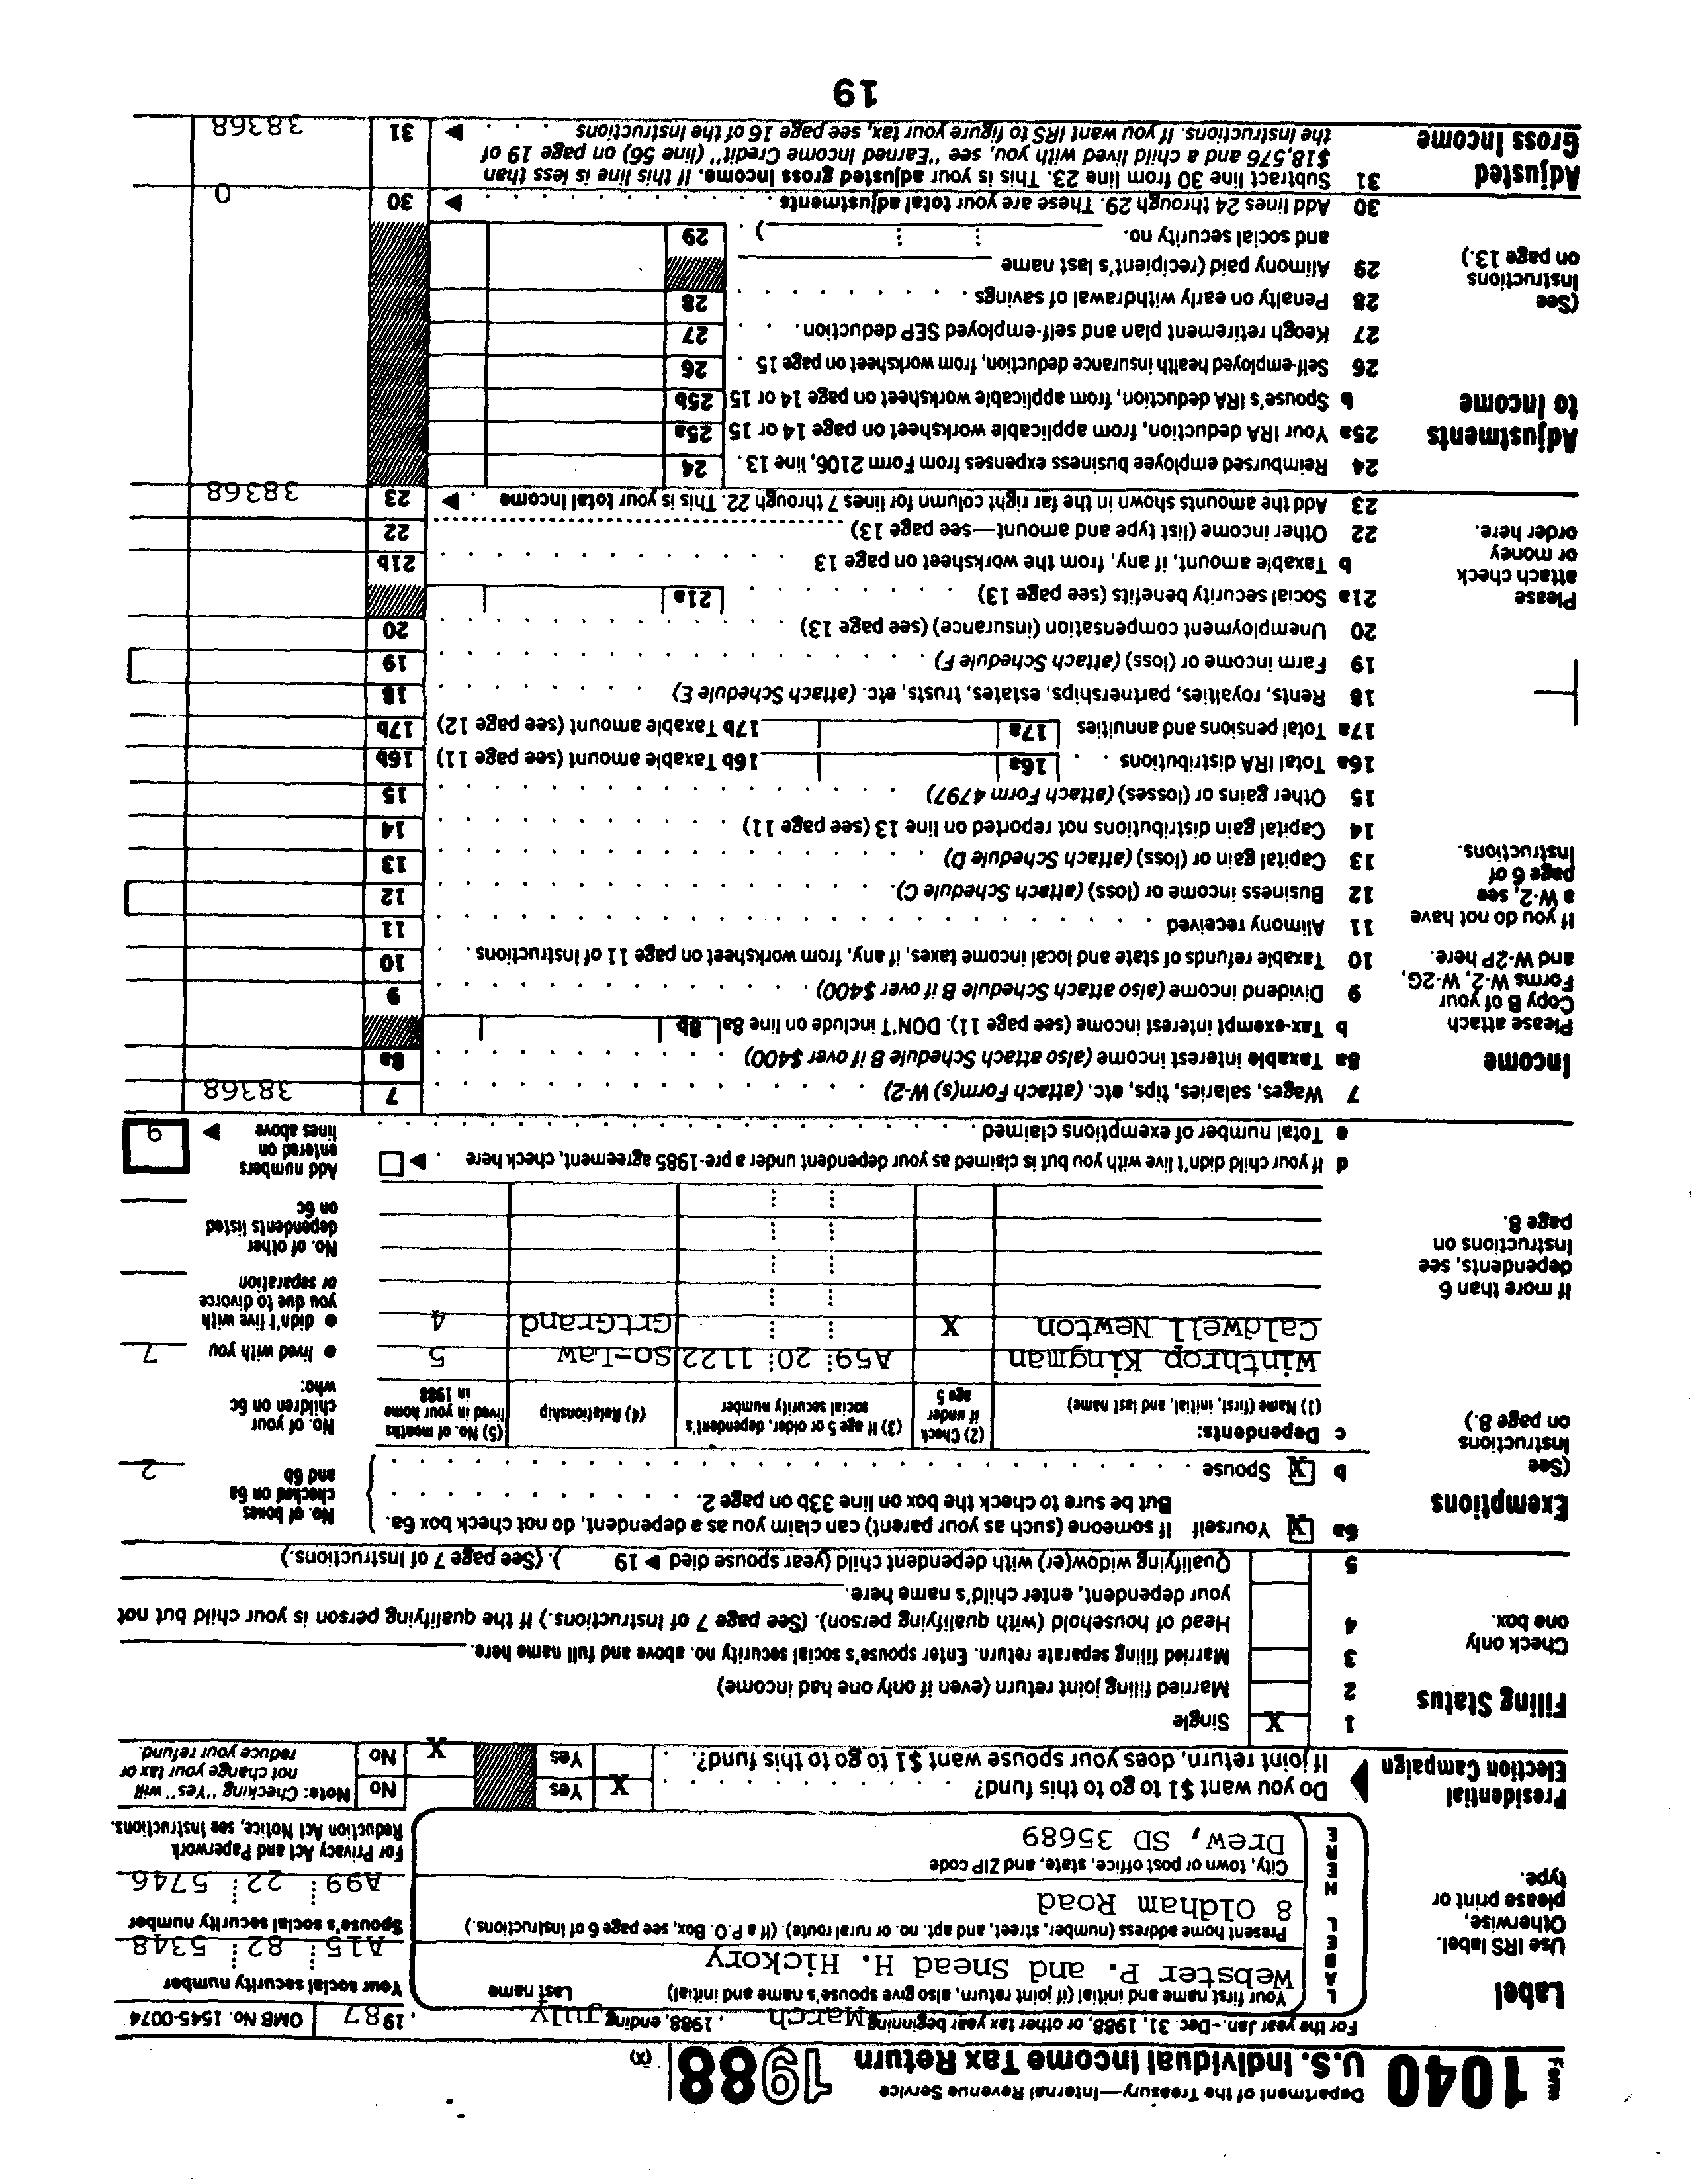 Form 1040 Department of the Treasury—Internal Revenue Service
U.S. Individual Income Tax Return 1988 (X)
For the year Jan.-Dec. 31, 1988, or other tax year beginning March , 1988, ending July , 1987 OMB No. 1545-0074
Label
Use IRS label.
Otherwise,
please print or
type.
LABEL HERE
Your first name and initial (if joint return, also give spouse's name and initial) Last name
Webster P. and Snead H. Hickory
Your social security number
A15 82 5348
Present home address (number, street, and apt. no. or rural route). (If a P.O. Box, see page 6 of Instructions.)
8 Oldham Road
Spouse's social security number
A99 22 5746
City, town or post office, state, and ZIP code
Drew, SD 35689
For Privacy Act and Paperwork
Reduction Act Notice, see Instructions.
Presidential
Election Campaign
Do you want $1 to go to this fund? Yes X No
If joint return, does your spouse want $1 to go to this fund? Yes No X
Note: Checking "Yes" will
not change your tax or
reduce your refund.
Filing Status
Check only
one box.
1 X Single
2 Married filing joint return (even if only one had income)
3 Married filing separate return. Enter spouse's social security no. above and full name here.
4 Head of household (with qualifying person). (See page 7 of Instructions.) If the qualifying person is your child but not
your dependent, enter child's name here.
5 Qualifying widow(er) with dependent child (year spouse died ▶ 19 ). (See page 7 of Instructions.)
Exemptions
(See
Instructions
on page 8.)
6a X Yourself If someone (such as your parent) can claim you as a dependent, do not check box 6a.
But be sure to check the box on line 33b on page 2.
b X Spouse
No. of boxes
checked on 6a
and 6b 2
c Dependents:
(1) Name (first, initial, and last name)
(2) Check
if under
age 5
(3) If age 5 or older, dependent's
social security number
(4) Relationship
(5) No. of months
lived in your home
in 1988
Winthrop Kingman A59 20 1122 So-Law 5
Caldwell Newton X GrtGrand 4
No. of your
children on 6c
who:
● lived with you 7
● didn't live with
you due to divorce
or separation
No. of other
dependents listed
on 6c
If more than 6
dependents, see
Instructions on
page 8.
d If your child didn't live with you but is claimed as your dependent under a pre-1985 agreement, check here ▶
e Total number of exemptions claimed
Add numbers
entered on
lines above ▶ 9
Income
Please attach
Copy B of your
Forms W-2, W-2G,
and W-2P here.
If you do not have
a W-2, see
page 6 of
Instructions.
7 Wages, salaries, tips, etc. (attach Form(s) W-2) 7 38368
8a Taxable interest income (also attach Schedule B if over $400) 8a
b Tax-exempt interest income (see page 11). DON'T include on line 8a 8b
9 Dividend income (also attach Schedule B if over $400) 9
10 Taxable refunds of state and local income taxes, if any, from worksheet on page 11 of Instructions 10
11 Alimony received 11
12 Business income or (loss) (attach Schedule C) 12
13 Capital gain or (loss) (attach Schedule D) 13
14 Capital gain distributions not reported on line 13 (see page 11) 14
15 Other gains or (losses) (attach Form 4797) 15
16a Total IRA distributions 16a 16b Taxable amount (see page 11) 16b
17a Total pensions and annuities 17a 17b Taxable amount (see page 12) 17b
18 Rents, royalties, partnerships, estates, trusts, etc. (attach Schedule E) 18
19 Farm income or (loss) (attach Schedule F) 19
20 Unemployment compensation (insurance) (see page 13) 20
21a Social security benefits (see page 13) 21a
b Taxable amount, if any, from the worksheet on page 13 21b
22 Other income (list type and amount—see page 13) 22
23 Add the amounts shown in the far right column for lines 7 through 22. This is your total income ▶ 23 38368
Please
attach check
or money
order here.
Adjustments
to Income
(See
Instructions
on page 13.)
24 Reimbursed employee business expenses from Form 2106, line 13 24
25a Your IRA deduction, from applicable worksheet on page 14 or 15 25a
b Spouse's IRA deduction, from applicable worksheet on page 14 or 15 25b
26 Self-employed health insurance deduction, from worksheet on page 15 26
27 Keogh retirement plan and self-employed SEP deduction 27
28 Penalty on early withdrawal of savings 28
29 Alimony paid (recipient's last name
and social security no. ) 29
30 Add lines 24 through 29. These are your total adjustments ▶ 30 0
Adjusted
Gross Income
31 Subtract line 30 from line 23. This is your adjusted gross income. If this line is less than
$18,576 and a child lived with you, see "Earned Income Credit" (line 56) on page 19 of
the Instructions. If you want IRS to figure your tax, see page 16 of the Instructions ▶ 31 38368
19